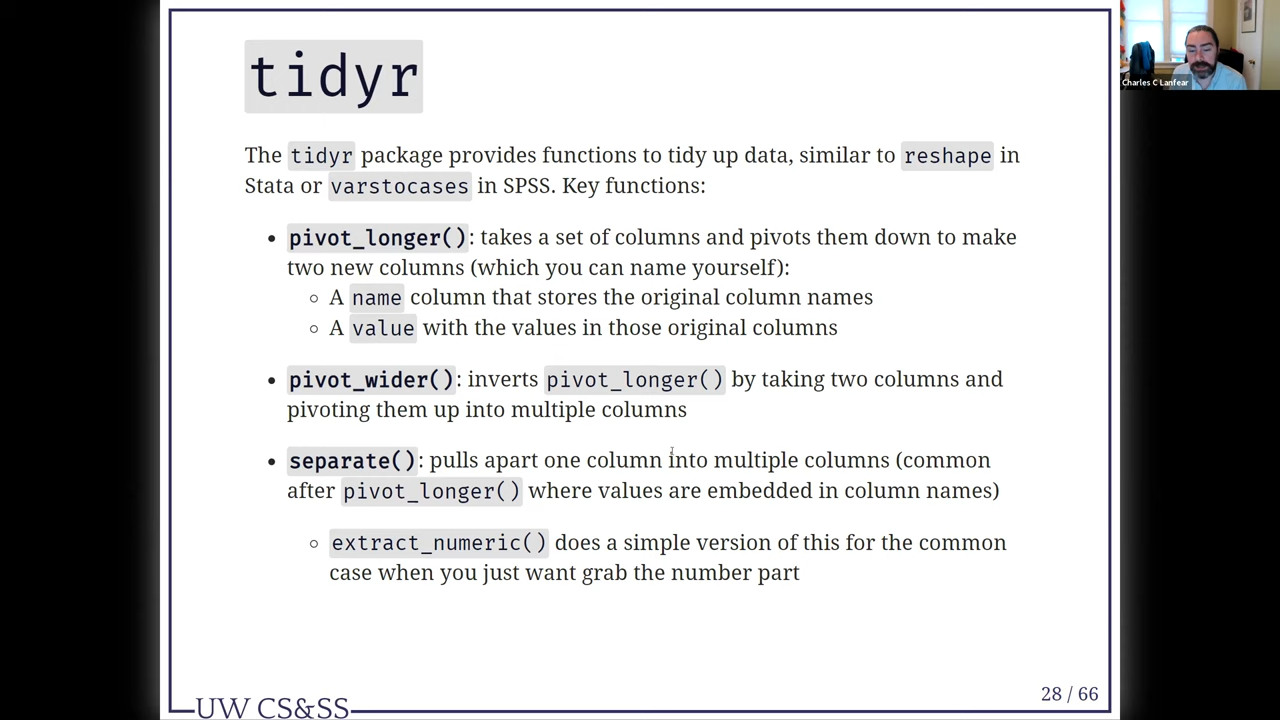 tidyr
Charles C Lanfear
The tidyr package provides functions to tidy up data, similar to reshape in
Stata or varstocases in SPSS. Key functions:
• pivot_longer(): takes a set of columns and pivots them down to make
two new columns (which you can name yourself):
◦ A name column that stores the original column names
◦ A value with the values in those original columns
• pivot_wider(): inverts pivot_longer() by taking two columns and
pivoting them up into multiple columns
• separate(): pulls apart one column into multiple columns (common
after pivot_longer() where values are embedded in column names)
◦ extract_numeric() does a simple version of this for the common
case when you just want grab the number part
28 / 66
UW CS&SS